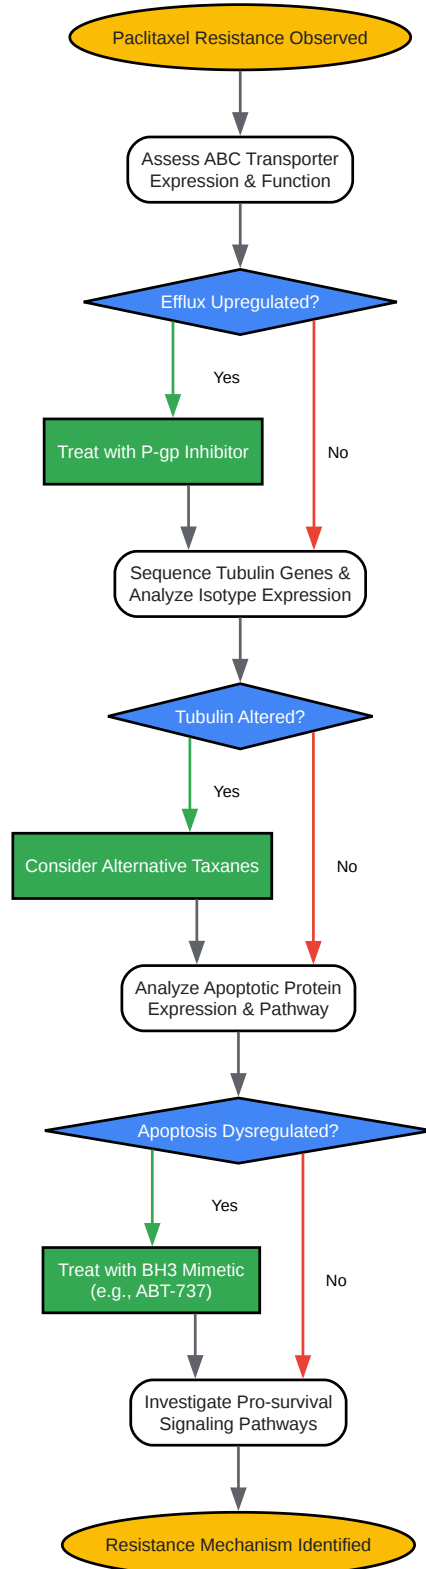 Paclitaxel Resistance Observed
Assess ABC Transporter
Expression & Function
Efflux Upregulated?
Yes
Treat with P-gp Inhibitor
No
Sequence Tubulin Genes &
Analyze Isotype Expression
Tubulin Altered?
Yes
Consider Alternative Taxanes
No
Analyze Apoptotic Protein
Expression & Pathway
Apoptosis Dysregulated?
Yes
Treat with BH3 Mimetic
(e.g., ABT-737)
No
Investigate Pro-survival
Signaling Pathways
Resistance Mechanism Identified